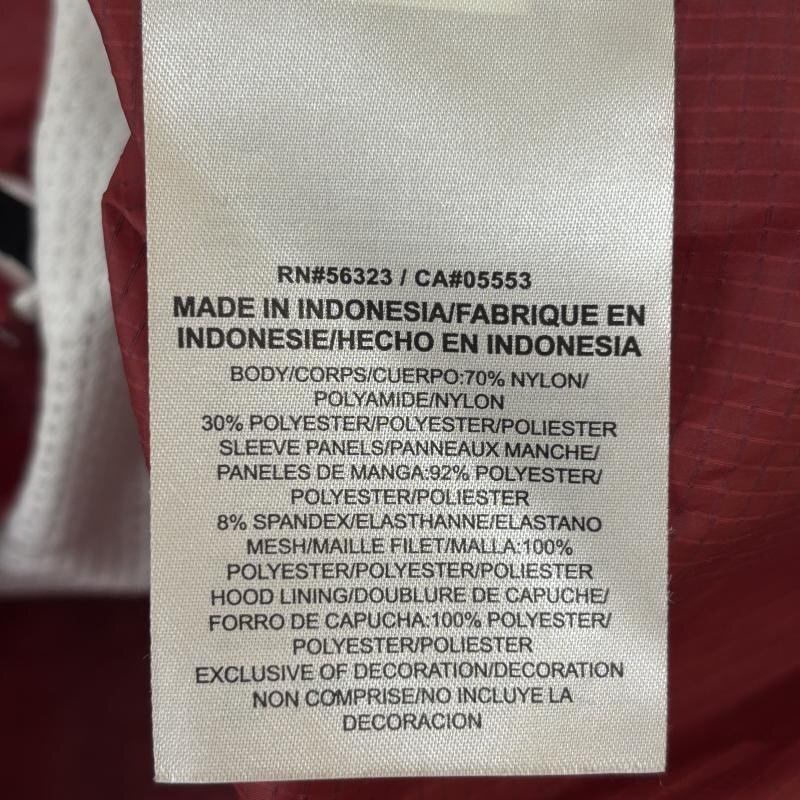 RN#56323 / CA#05553
MADE IN INDONESIA/FABRIQUE EN
INDONESIE/HECHO EN INDONESIA
BODY/CORPS/CUERPO:70% NYLON/
POLYAMIDE/NYLON
30% POLYESTER/POLYESTER/POLIESTER
SLEEVE PANELS/PANNEAUX MANCHE/
PANELES DE MANGA:92% POLYESTER/
POLYESTER/POLIESTER
8% SPANDEX/ELASTHANNE/ELASTANO
MESH/MAILLE FILET/MALLA:100%
POLYESTER/POLYESTER/POLIESTER
HOOD LINING/DOUBLURE DE CAPUCHE/
FORRO DE CAPUCHA:100% POLYESTER/
POLYESTER/POLIESTER
EXCLUSIVE OF DECORATION/DECORATION
NON COMPRISE/NO INCLUYE LA
DECORACION